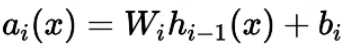 a_i(x) = W_i h_{i-1}(x) + b_i